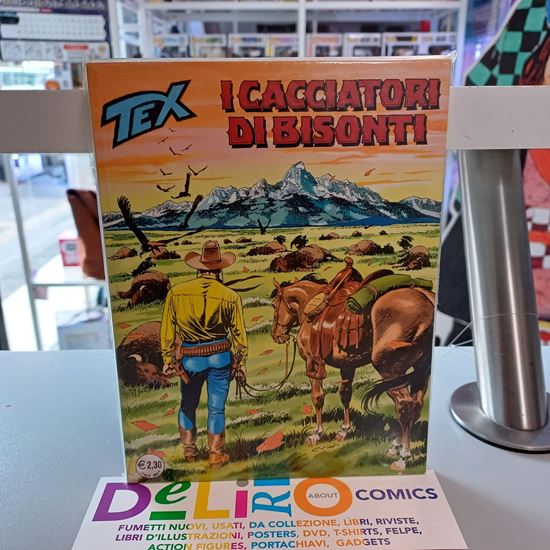 TEX
I CACCIATORI
DI BISONTI
€ 2,30
DeLiRiO ABOUT COMICS
FUMETTI NUOVI, USATI, DA COLLEZIONE, LIBRI, RIVISTE,
LIBRI D'ILLUSTRAZIONI, POSTERS, DVD, T-SHIRTS, FELPE,
ACTION FIGURES, PORTACHIAVI, GADGETS